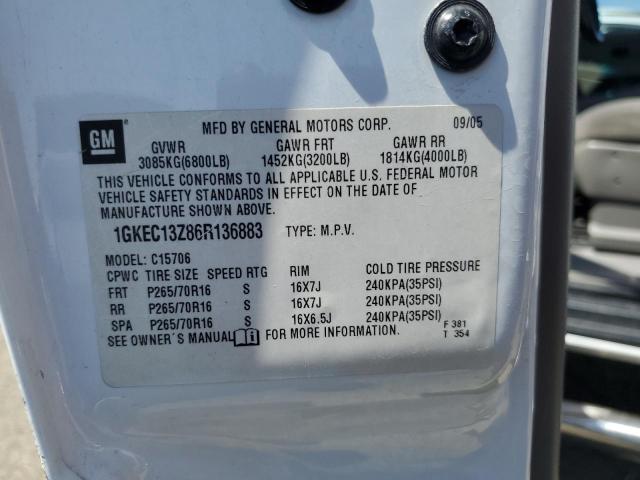 GM
MFD BY GENERAL MOTORS CORP. 09/05
GVWR GAWR FRT GAWR RR
3085KG(6800LB) 1452KG(3200LB) 1814KG(4000LB)
THIS VEHICLE CONFORMS TO ALL APPLICABLE U.S. FEDERAL MOTOR
VEHICLE SAFETY STANDARDS IN EFFECT ON THE DATE OF
MANUFACTURE SHOWN ABOVE.
1GKEC13Z86R136883 TYPE: M.P.V.
MODEL: C15706
CPWC TIRE SIZE SPEED RTG RIM COLD TIRE PRESSURE
FRT P265/70R16 S 16X7J 240KPA(35PSI)
RR P265/70R16 S 16X7J 240KPA(35PSI)
SPA P265/70R16 S 16X6.5J 240KPA(35PSI)
SEE OWNER'S MANUAL FOR MORE INFORMATION. F 381
T 354